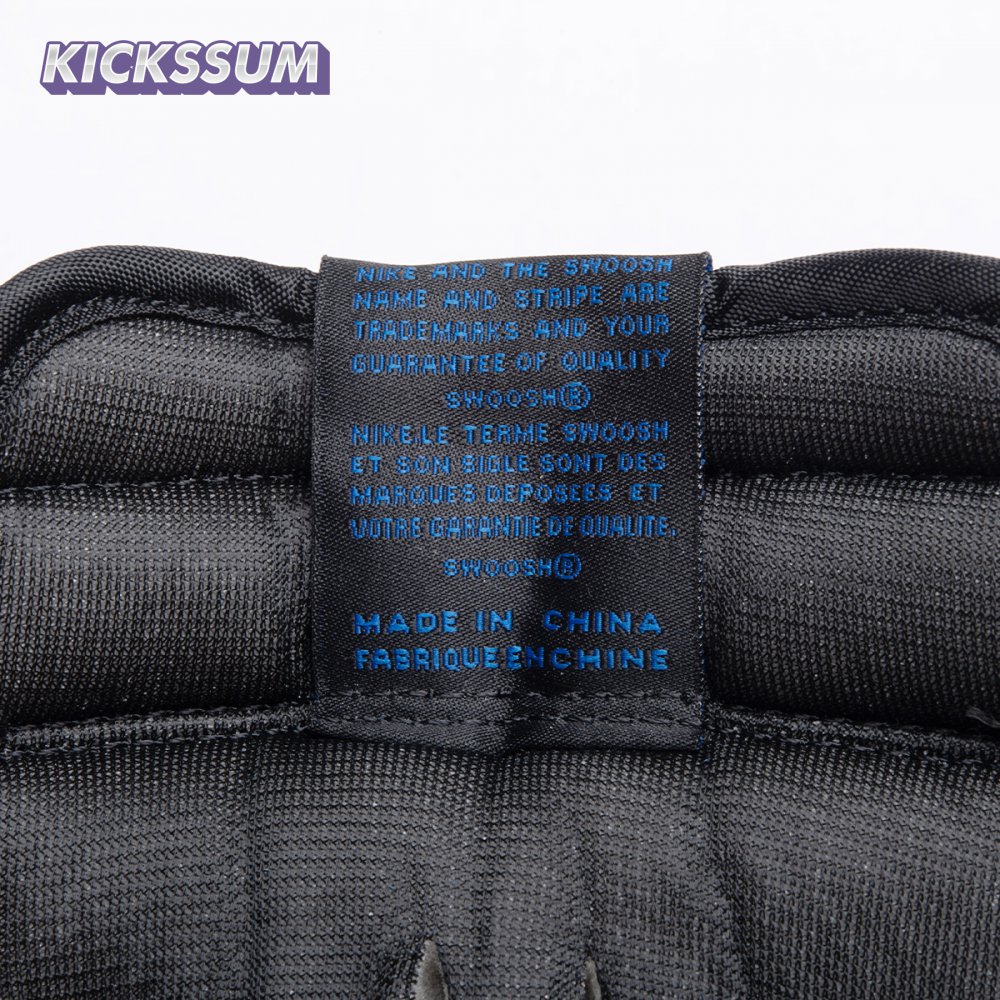 KICKSSUM
NIKE AND THE SWOOSH
NAME AND STRIPE ARE
TRADEMARKS AND YOUR
GUARANTEE OF QUALITY
SWOOSH®
NIKE,LE TERME SWOOSH
ET SON SIGLE SONT DES
MARQUES DEPOSEES ET
VOTRE GARANTIE DE QUALITE.
SWOOSH®
MADE IN CHINA
FABRIQUE EN CHINE